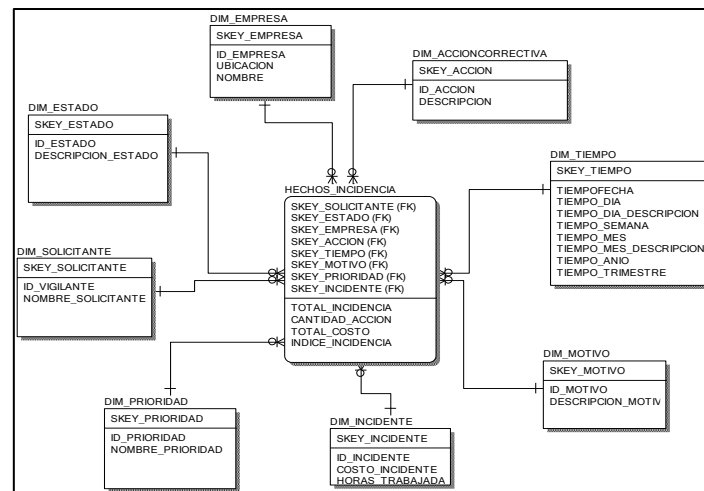 DIM_EMPRESA
SKEY_EMPRESA
ID_EMPRESA
UBICACION
NOMBRE
DIM_ACCIONCORRECTIVA
SKEY_ACCION
ID_ACCION
DESCRIPCION
DIM_ESTADO
SKEY_ESTADO
ID_ESTADO
DESCRIPCION_ESTADO
DIM_TIEMPO
SKEY_TIEMPO
TIEMPOFECHA
TIEMPO_DIA
TIEMPO_DIA_DESCRIPCION
TIEMPO_SEMANA
TIEMPO_MES
TIEMPO_MES_DESCRIPCION
TIEMPO_ANIO
TIEMPO_TRIMESTRE
HECHOS_INCIDENCIA
SKEY_SOLICITANTE (FK)
SKEY_ESTADO (FK)
SKEY_EMPRESA (FK)
SKEY_ACCION (FK)
SKEY_TIEMPO (FK)
SKEY_MOTIVO (FK)
SKEY_PRIORIDAD (FK)
SKEY_INCIDENTE (FK)
TOTAL_INCIDENCIA
CANTIDAD_ACCION
TOTAL_COSTO
INDICE_INCIDENCIA
DIM_SOLICITANTE
SKEY_SOLICITANTE
ID_VIGILANTE
NOMBRE_SOLICITANTE
DIM_MOTIVO
SKEY_MOTIVO
ID_MOTIVO
DESCRIPCION_MOTIV
DIM_PRIORIDAD
SKEY_PRIORIDAD
ID_PRIORIDAD
NOMBRE_PRIORIDAD
DIM_INCIDENTE
SKEY_INCIDENTE
ID_INCIDENTE
COSTO_INCIDENTE
HORAS_TRABAJADA